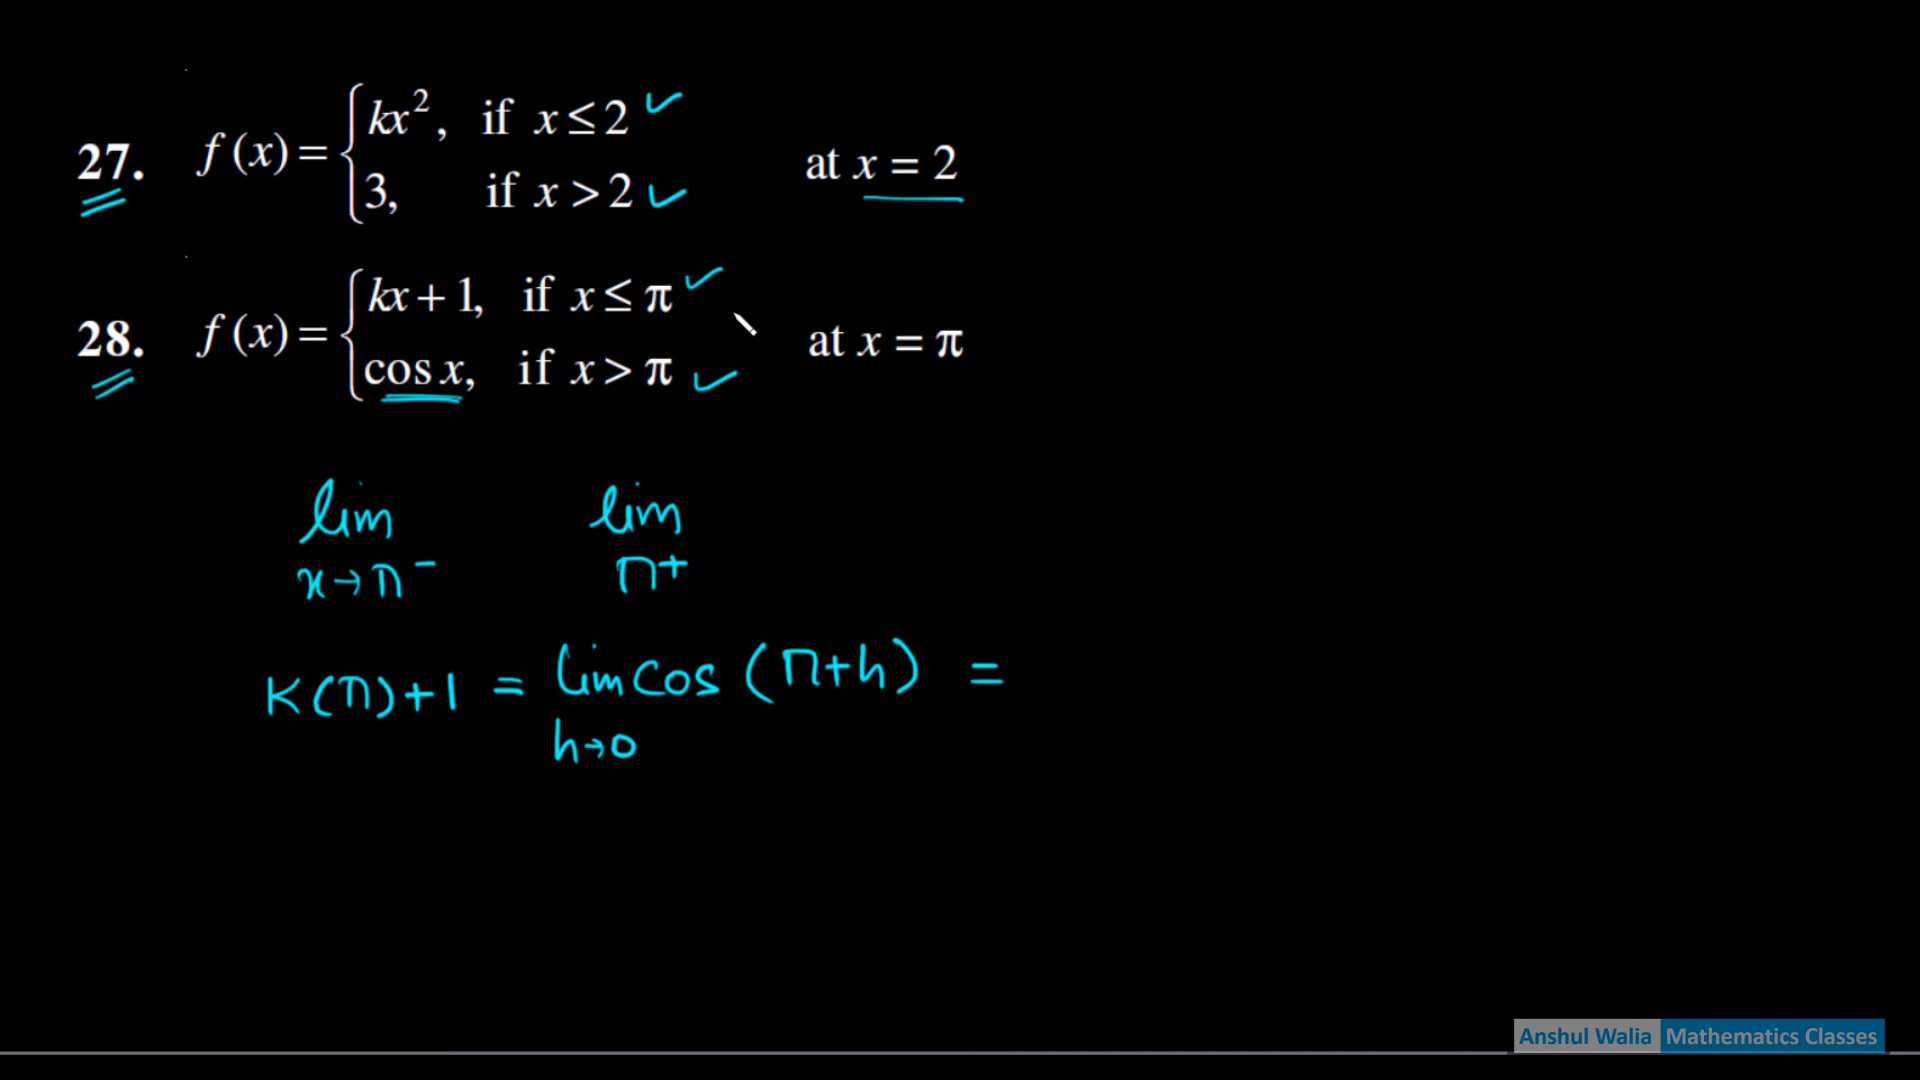 27. f(x) = { kx², if x ≤ 2
3, if x > 2
at x = 2
28. f(x) = { kx + 1, if x ≤ π
cos x, if x > π
at x = π
lim lim
x→π⁻ π⁺
K(π)+1 = lim cos (π+h) =
h→0
Anshul Walia Mathematics Classes